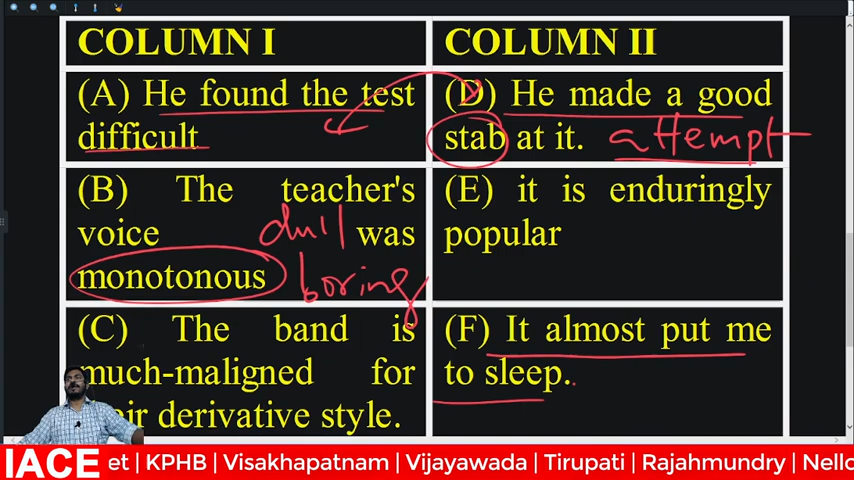 COLUMN I
COLUMN II
(A) He found the test
difficult
(D) He made a good
stab at it. attempt
(B) The teacher's
voice dull was
monotonous boring
(E) it is enduringly
popular
(C) The band is
much-maligned for
their derivative style.
(F) It almost put me
to sleep.
IACE et | KPHB | Visakhapatnam | Vijayawada | Tirupati | Rajahmundry | Nello